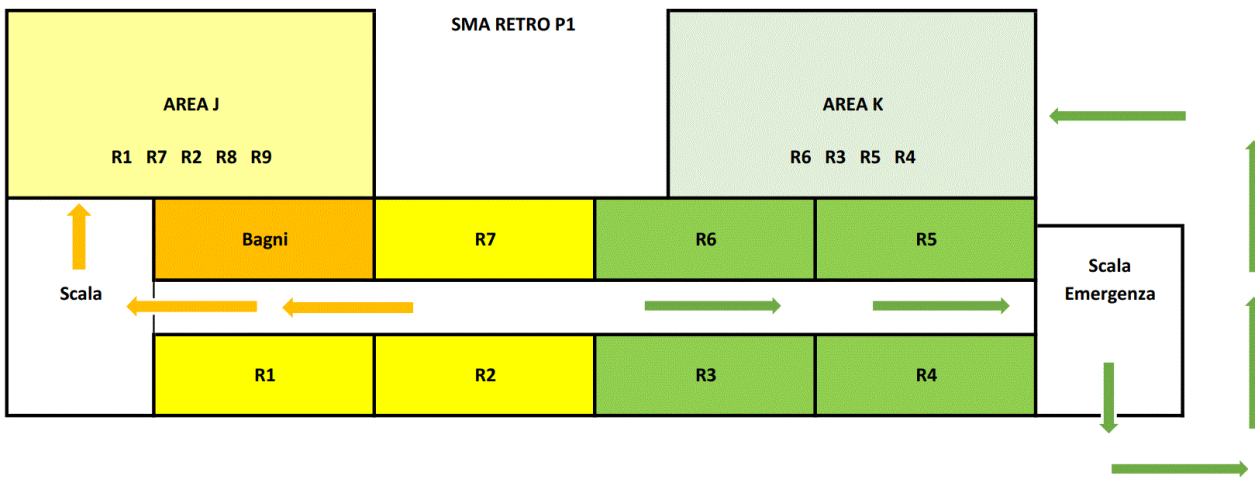 SMA RETRO P1
AREA J
R1 R7 R2 R8 R9
AREA K
R6 R3 R5 R4
Bagni
R7
R6
R5
Scala
Scala
Emergenza
R1
R2
R3
R4